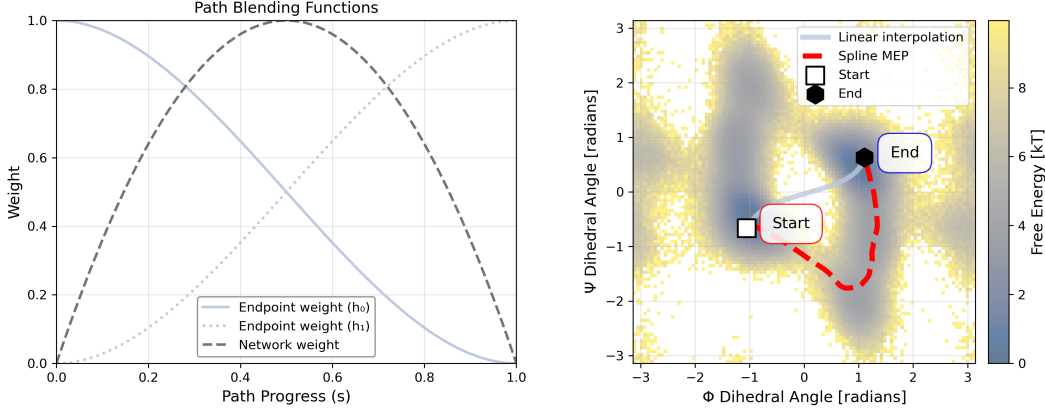 Path Blending Functions
1.0
0.8
0.6
0.4
0.2
0.0
Weight
Endpoint weight (h₀)
Endpoint weight (h₁)
Network weight
0.0 0.2 0.4 0.6 0.8 1.0
Path Progress (s)
3
2
1
0
−1
−2
−3
Ψ Dihedral Angle [radians]
Linear interpolation
Spline MEP
Start
End
End
Start
−3 −2 −1 0 1 2 3
Φ Dihedral Angle [radians]
8
6
4
2
0
Free Energy [kT]